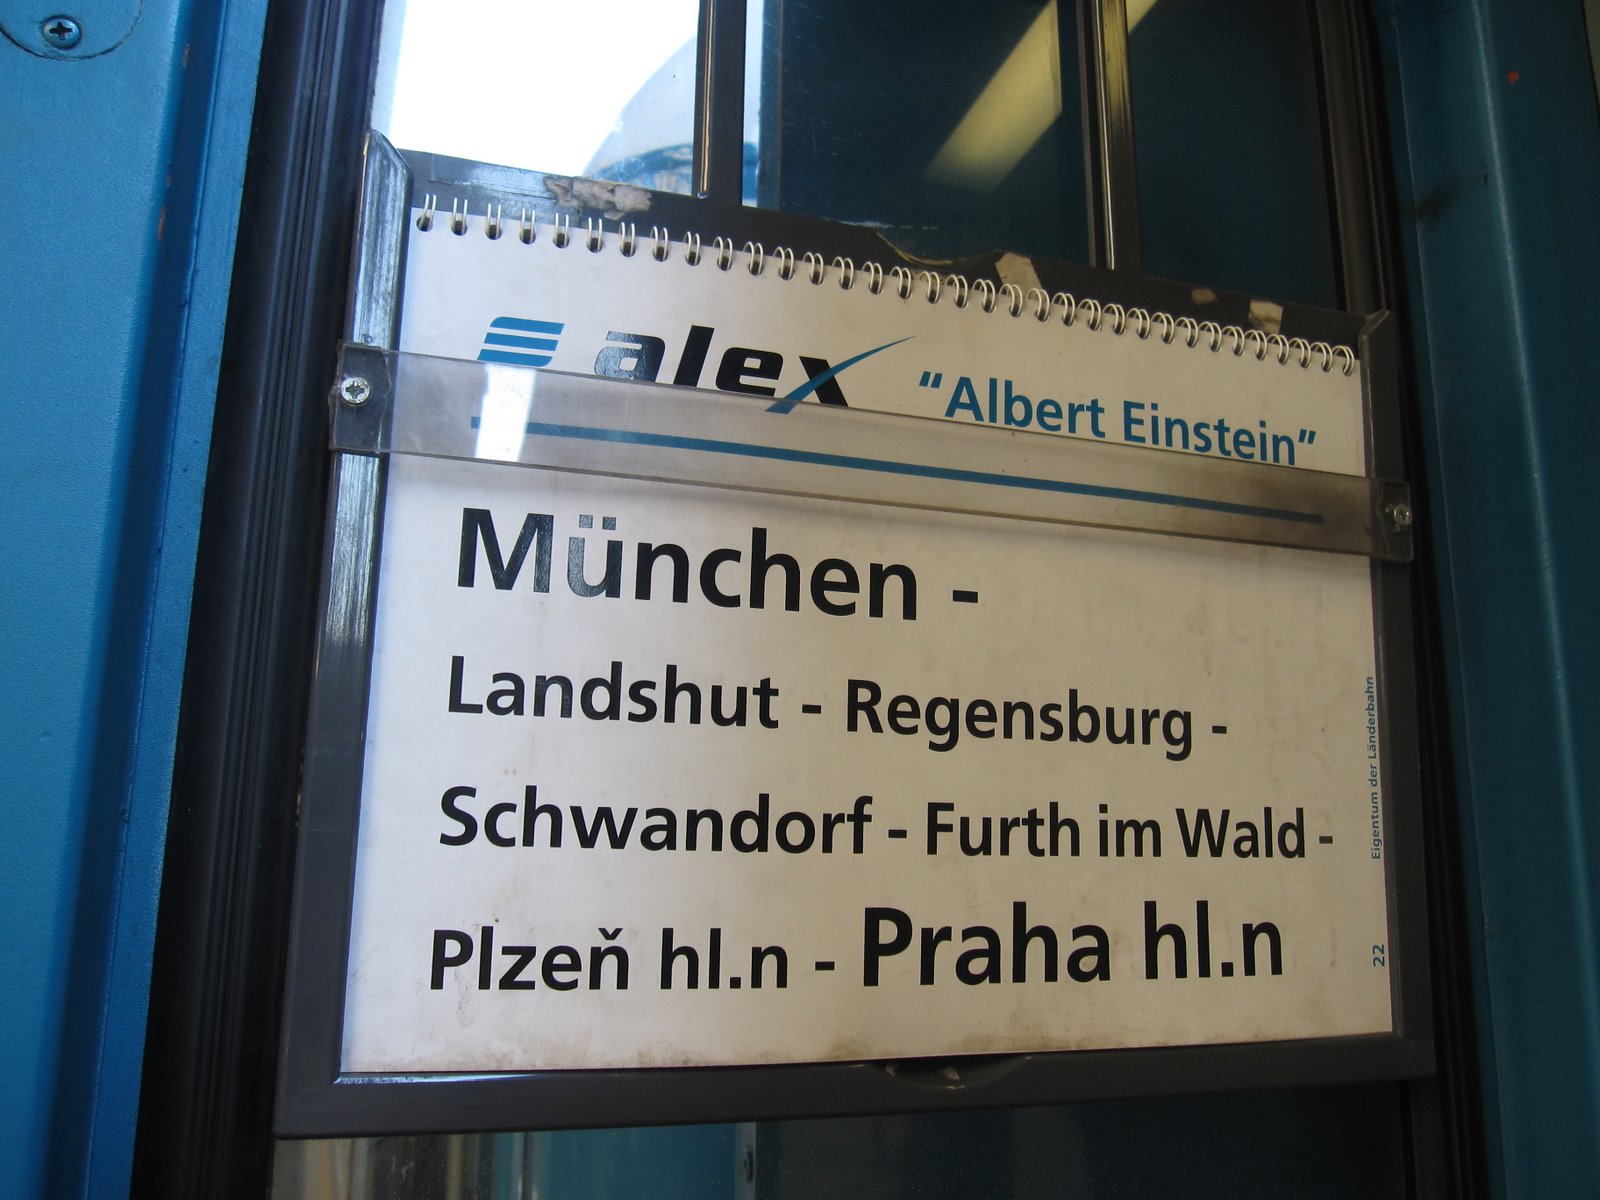 alex "Albert Einstein"
München -
Landshut - Regensburg -
Schwandorf - Furth im Wald -
Plzeň hl.n - Praha hl.n
Eigentum der Länderbahn
22